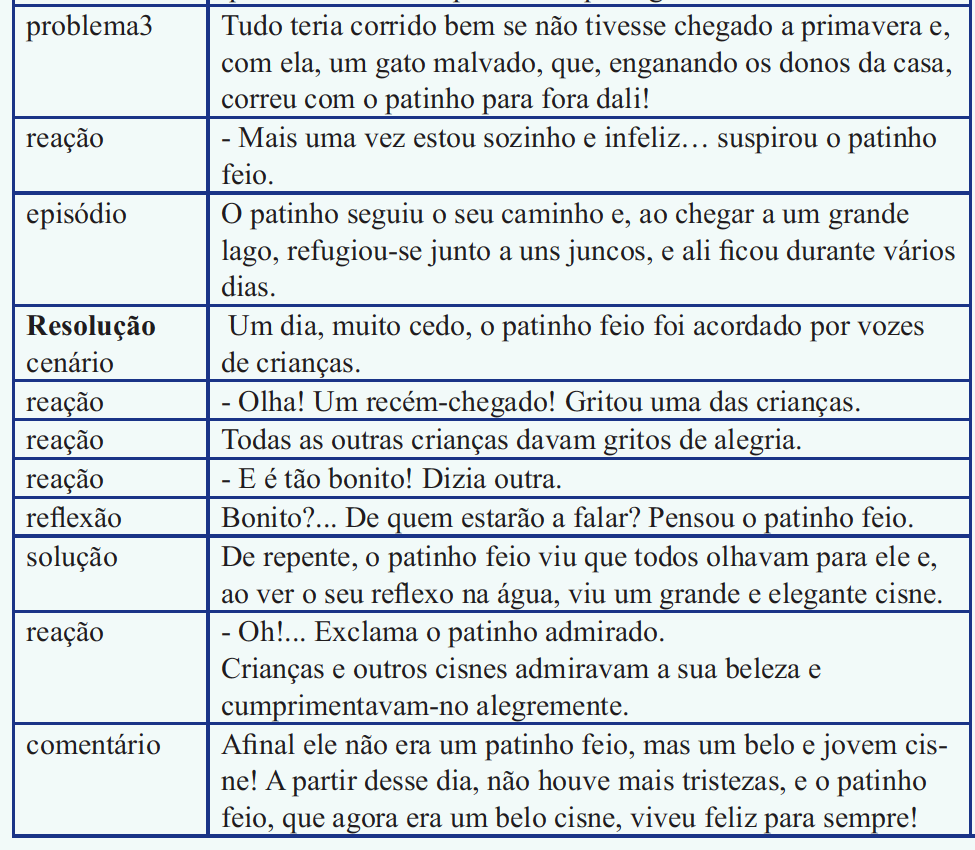 problema3
Tudo teria corrido bem se não tivesse chegado a primavera e,
com ela, um gato malvado, que, enganando os donos da casa,
correu com o patinho para fora dali!
reação
- Mais uma vez estou sozinho e infeliz… suspirou o patinho
feio.
episódio
O patinho seguiu o seu caminho e, ao chegar a um grande
lago, refugiou-se junto a uns juncos, e ali ficou durante vários
dias.
Resolução
cenário
Um dia, muito cedo, o patinho feio foi acordado por vozes
de crianças.
reação
- Olha! Um recém-chegado! Gritou uma das crianças.
reação
Todas as outras crianças davam gritos de alegria.
reação
- E é tão bonito! Dizia outra.
reflexão
Bonito?... De quem estarão a falar? Pensou o patinho feio.
solução
De repente, o patinho feio viu que todos olhavam para ele e,
ao ver o seu reflexo na água, viu um grande e elegante cisne.
reação
- Oh!... Exclama o patinho admirado.
Crianças e outros cisnes admiravam a sua beleza e
cumprimentavam-no alegremente.
comentário
Afinal ele não era um patinho feio, mas um belo e jovem cis-
ne! A partir desse dia, não houve mais tristezas, e o patinho
feio, que agora era um belo cisne, viveu feliz para sempre!